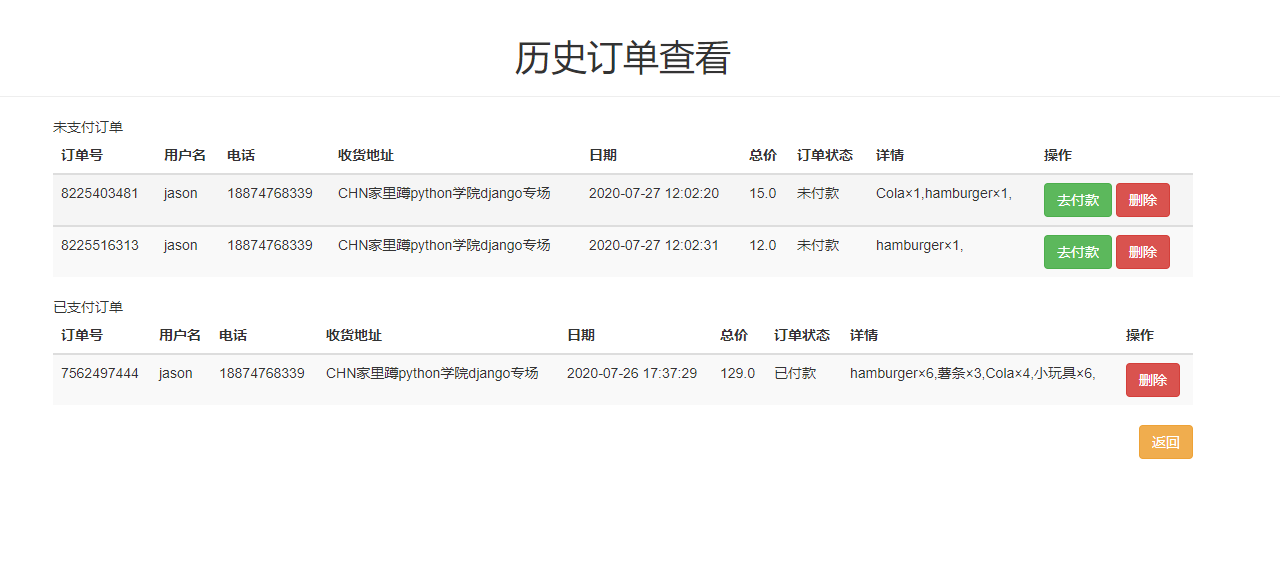 历史订单查看
未支付订单
订单号 用户名 电话 收货地址 日期 总价 订单状态 详情 操作
8225403481 jason 18874768339 CHN家里蹲python学院django专场 2020-07-27 12:02:20 15.0 未付款 Cola×1,hamburger×1, 去付款 删除
8225516313 jason 18874768339 CHN家里蹲python学院django专场 2020-07-27 12:02:31 12.0 未付款 hamburger×1, 去付款 删除
已支付订单
订单号 用户名 电话 收货地址 日期 总价 订单状态 详情 操作
7562497444 jason 18874768339 CHN家里蹲python学院django专场 2020-07-26 17:37:29 129.0 已付款 hamburger×6,薯条×3,Cola×4,小玩具×6, 删除
返回